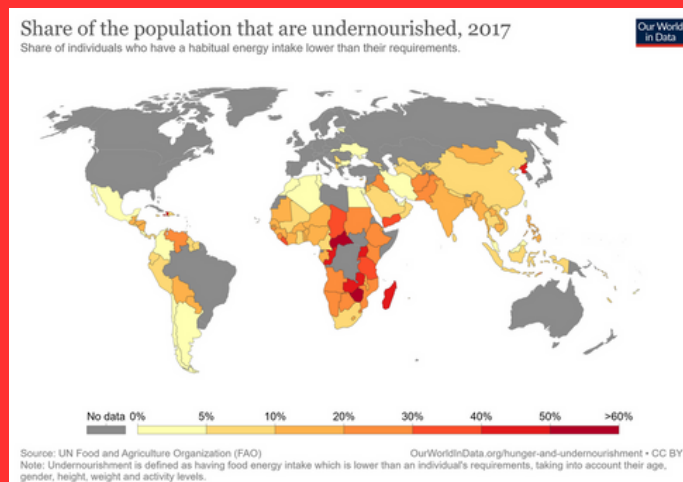 Share of the population that are undernourished, 2017
Our World
in Data
Share of individuals who have a habitual energy intake lower than their requirements.
No data 0% 5% 10% 20% 30% 40% 50% >60%
Source: UN Food and Agriculture Organization (FAO) OurWorldInData.org/hunger-and-undernourishment • CC BY
Note: Undernourishment is defined as having food energy intake which is lower than an individual's requirements, taking into account their age,
gender, height, weight and activity levels.